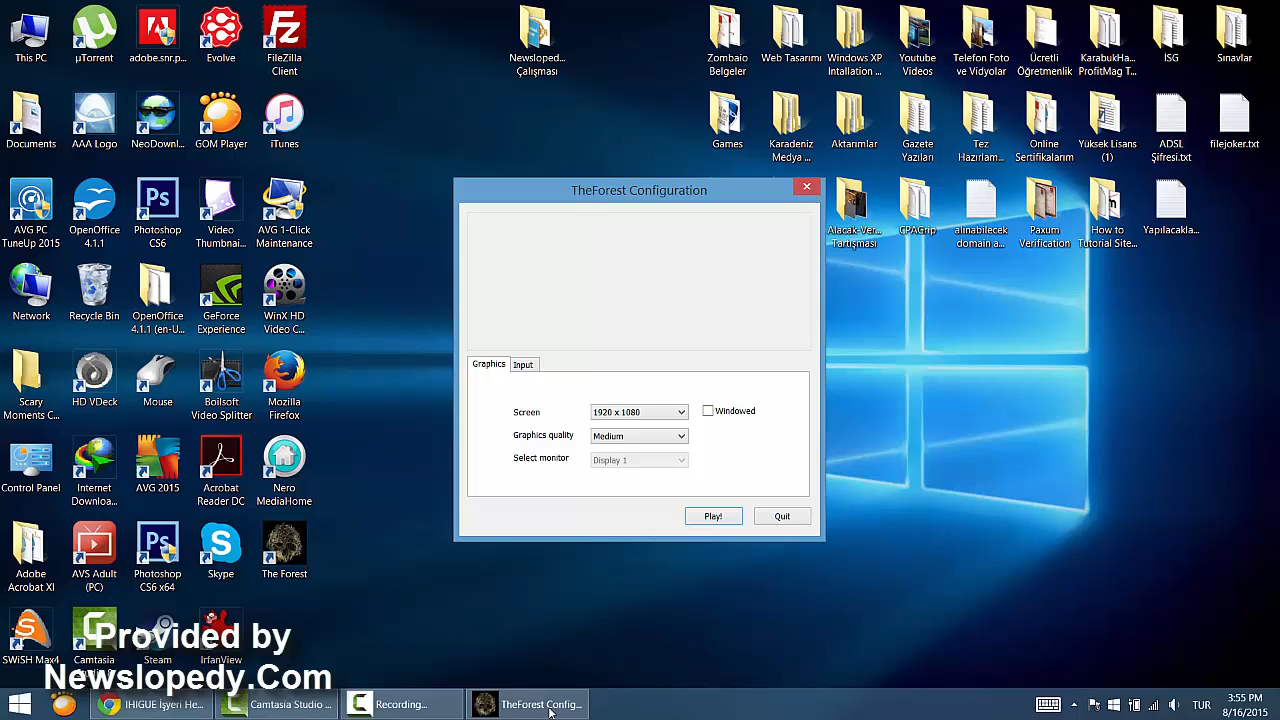 This PC
µTorrent
adobe.snr.p...
Evolve
FileZilla
Client
Newsloped...
Çalışması
Zombaio
Belgeler
Web Tasarımı
Windows XP
Intallation ...
Youtube
Videos
Telefon Foto
ve Vidyolar
Ücretli
Öğretmenlik
KarabukHa...
ProfitMag T...
İSG
Sınavlar
Documents
AAA Logo
NeoDownl...
GOM Player
iTunes
Games
Karadeniz
Medya ...
Aktarımlar
Gazete
Yazıları
Tez
Hazırlam...
Online
Sertifikalarım
Yüksek Lisans
(1)
ADSL
Şifresi.txt
filejoker.txt
AVG PC
TuneUp 2015
OpenOffice
4.1.1
Photoshop
CS6
Video
Thumbnai...
AVG 1-Click
Maintenance
Alacak-Ver...
Tartışması
CPAGrip
alınabilecek
domain a...
Paxum
Verification
How to
Tutorial Site...
Yapılacakla...
Network
Recycle Bin
OpenOffice
4.1.1 (en-U...
GeForce
Experience
WinX HD
Video C...
Scary
Moments C...
HD VDeck
Mouse
Boilsoft
Video Splitter
Mozilla
Firefox
Control Panel
Internet
Downloa...
AVG 2015
Acrobat
Reader DC
Nero
MediaHome
Adobe
Acrobat XI
AVS Adult
(PC)
Photoshop
CS6 x64
Skype
The Forest
SWiSH Max4
Camtasia
Steam
IrfanView
TheForest Configuration
Graphics
Input
Screen
1920 x 1080
Windowed
Graphics quality
Medium
Select monitor
Display 1
Play!
Quit
Provided by
Newslopedy.Com
IHIGUE İşyeri He...
Camtasia Studio ...
Recording...
TheForest Config...
TUR
3:55 PM
8/16/2015